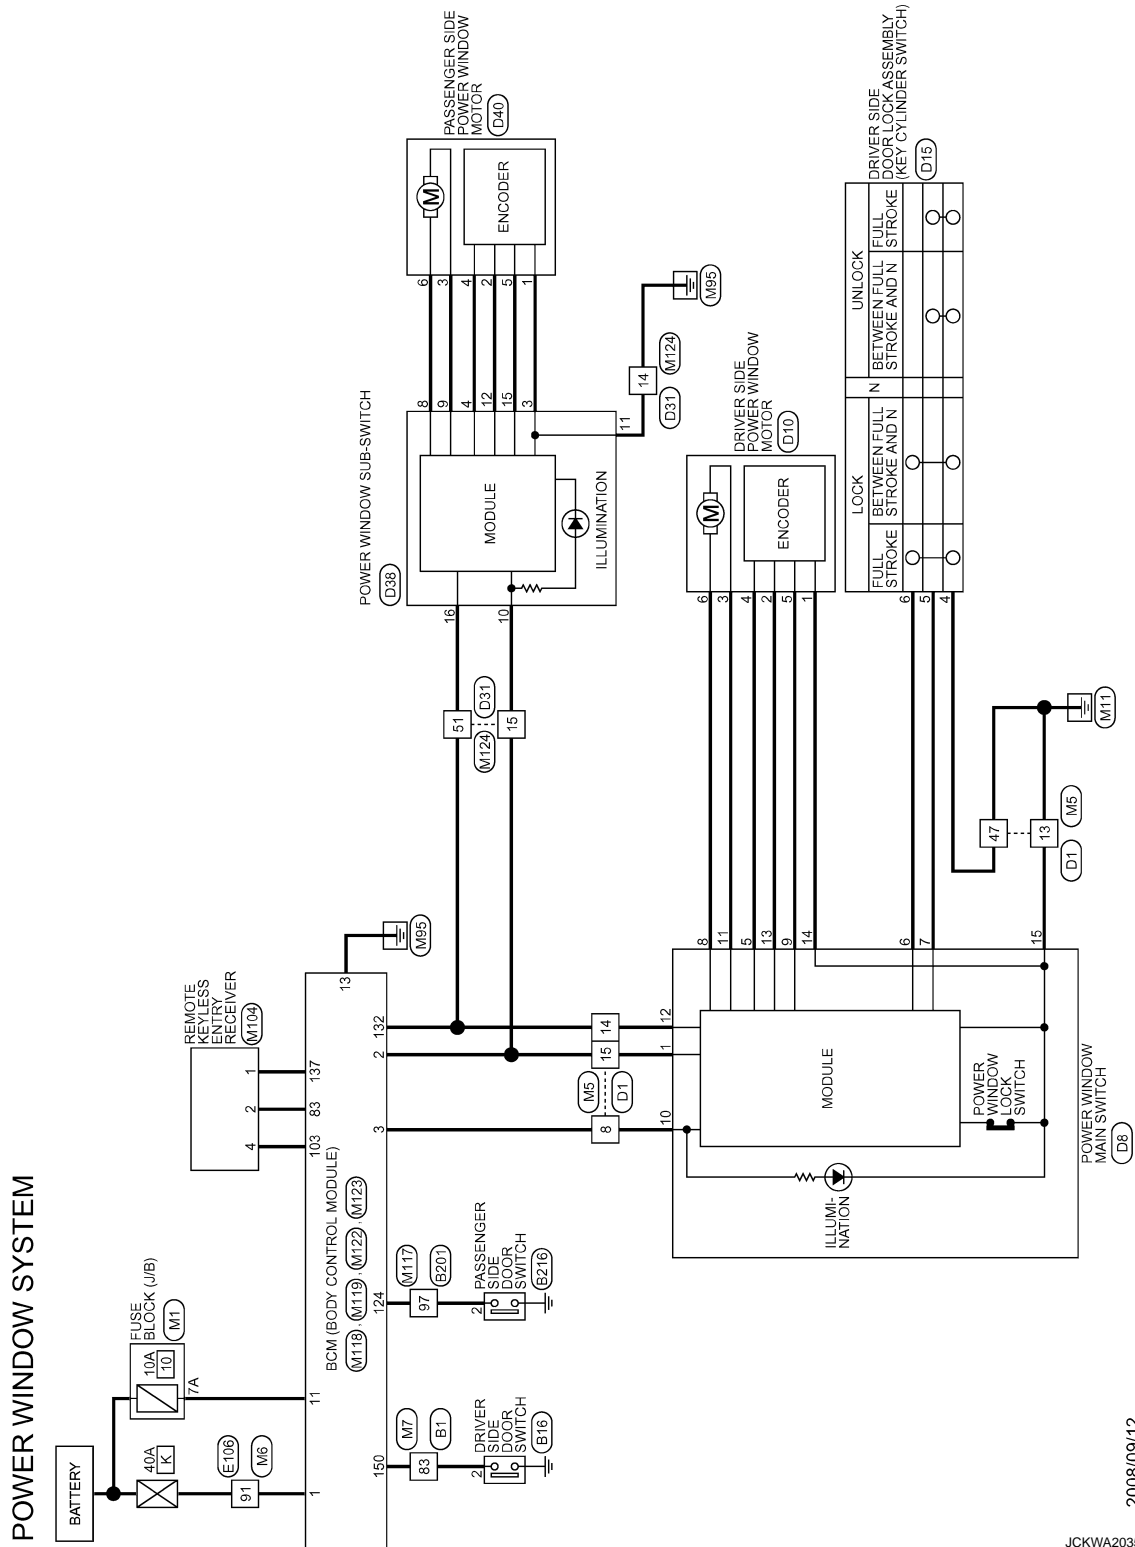 POWER WINDOW SYSTEM
BATTERY
40A
K
E106
91
M6
1
FUSE
BLOCK (J/B)
M1
10A
10
7A
11
REMOTE
KEYLESS
ENTRY
RECEIVER
M104
4
2
1
103
83
137
BCM (BODY CONTROL MODULE)
M118 , M119 , M122 , M123
13
M95
150
124
3
2
132
M7
83
B1
DRIVER
SIDE
DOOR
SWITCH
B16
2
M117
97
B201
PASSENGER
SIDE
DOOR
SWITCH
B216
2
M5
D1
8
15
14
10
1
12
MODULE
ILLUMI-
NATION
POWER
WINDOW
LOCK
SWITCH
POWER WINDOW
MAIN SWITCH
D8
8
11
5
13
9
14
6
7
15
51
15
M124
D31
16
10
POWER WINDOW SUB-SWITCH
D38
MODULE
ILLUMINATION
8
9
4
12
15
3
11
6
3
4
2
5
1
M
ENCODER
PASSENGER SIDE
POWER WINDOW
MOTOR
D40
14
D31
M124
M95
6
3
4
2
5
1
M
ENCODER
DRIVER SIDE
POWER WINDOW
MOTOR
D10
6
5
4
LOCK
N
UNLOCK
FULL
STROKE
BETWEEN FULL
STROKE AND N
BETWEEN FULL
STROKE AND N
FULL
STROKE
DRIVER SIDE
DOOR LOCK ASSEMBLY
(KEY CYLINDER SWITCH)
D15
47
13
D1
M5
M11
2008/09/12